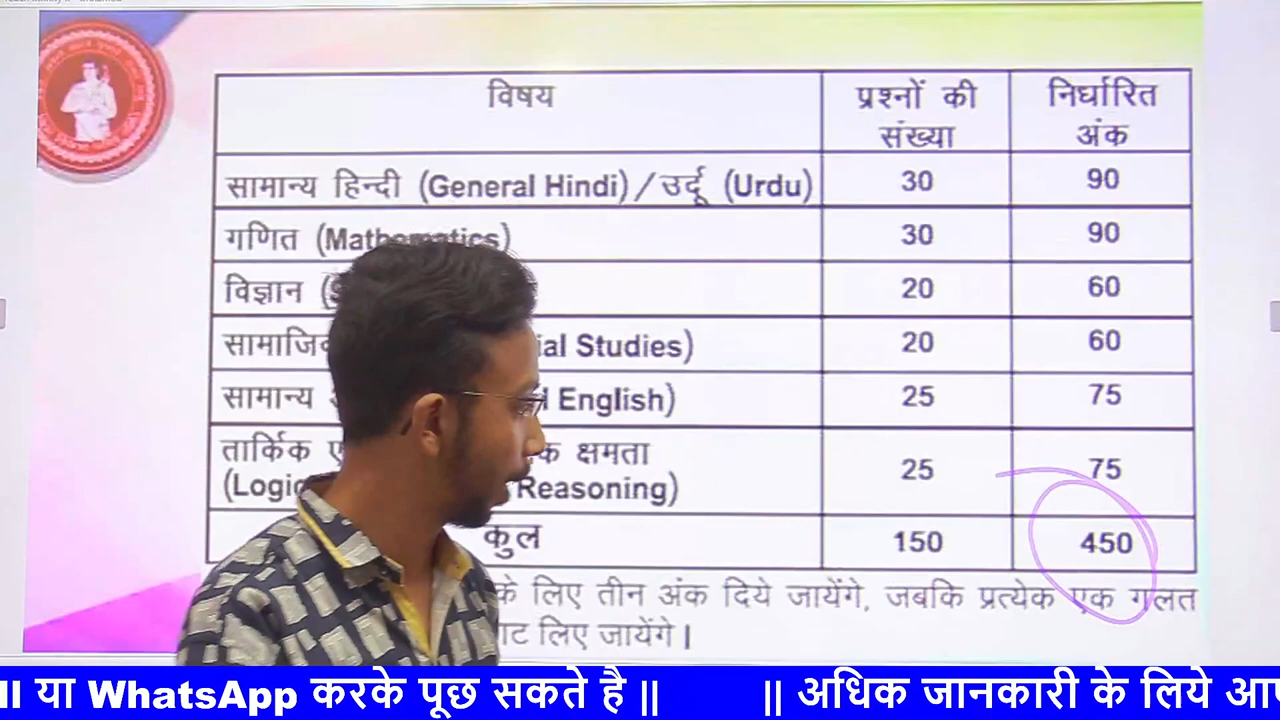 विषय
प्रश्नों की
संख्या
निर्धारित
अंक
सामान्य हिन्दी (General Hindi) / उर्दू (Urdu)
30
90
गणित (Mathematics)
30
90
विज्ञान
20
60
ial Studies)
20
60
सामान्य English)
25
75
तार्किक क्षमता
(Logic Reasoning)
25
75
कुल
150
450
के लिए तीन अंक दिये जायेंगे, जबकि प्रत्येक एक गलत
लिए जायेंगे।
या WhatsApp करके पूछ सकते है || || अधिक जानकारी के लिये